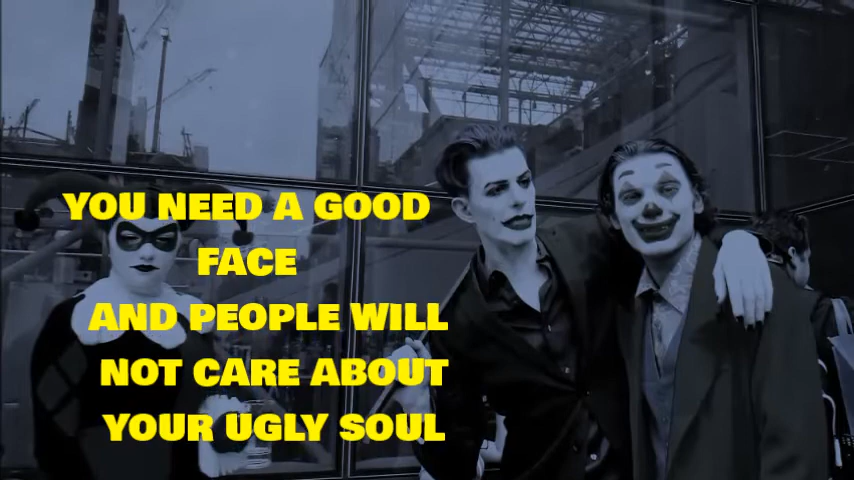 YOU NEED A GOOD
FACE
AND PEOPLE WILL
NOT CARE ABOUT
YOUR UGLY SOUL